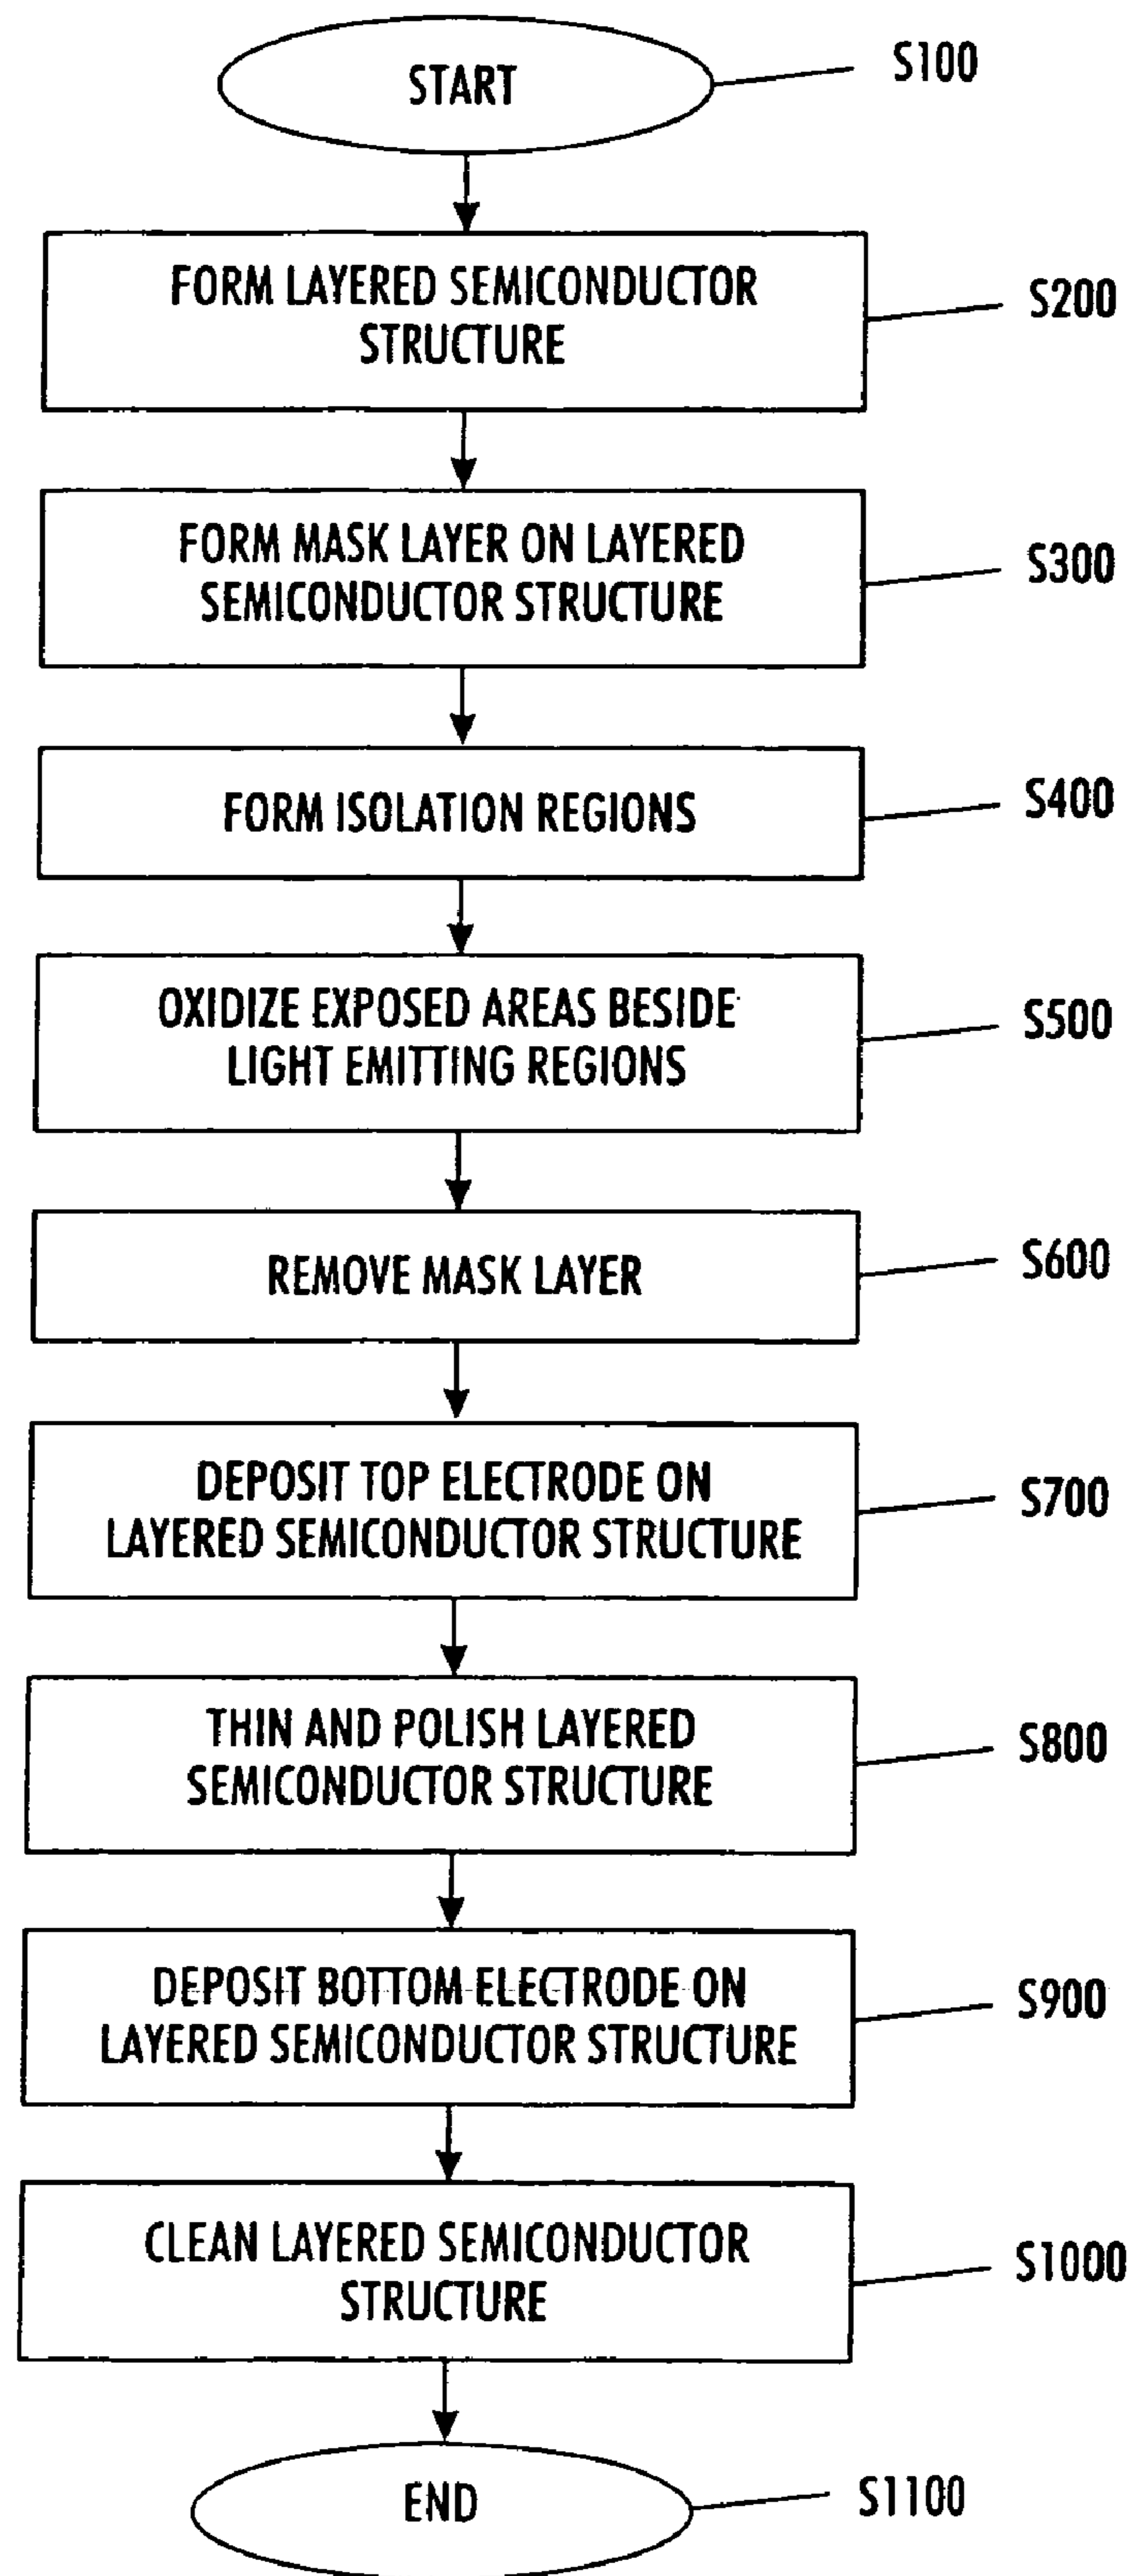 START
S100
FORM LAYERED SEMICONDUCTOR
STRUCTURE
S200
FORM MASK LAYER ON LAYERED
SEMICONDUCTOR STRUCTURE
S300
FORM ISOLATION REGIONS
S400
OXIDIZE EXPOSED AREAS BESIDE
LIGHT EMITTING REGIONS
S500
REMOVE MASK LAYER
S600
DEPOSIT TOP ELECTRODE ON
LAYERED SEMICONDUCTOR STRUCTURE
S700
THIN AND POLISH LAYERED
SEMICONDUCTOR STRUCTURE
S800
DEPOSIT BOTTOM ELECTRODE ON
LAYERED SEMICONDUCTOR STRUCTURE
S900
CLEAN LAYERED SEMICONDUCTOR
STRUCTURE
S1000
END
S1100